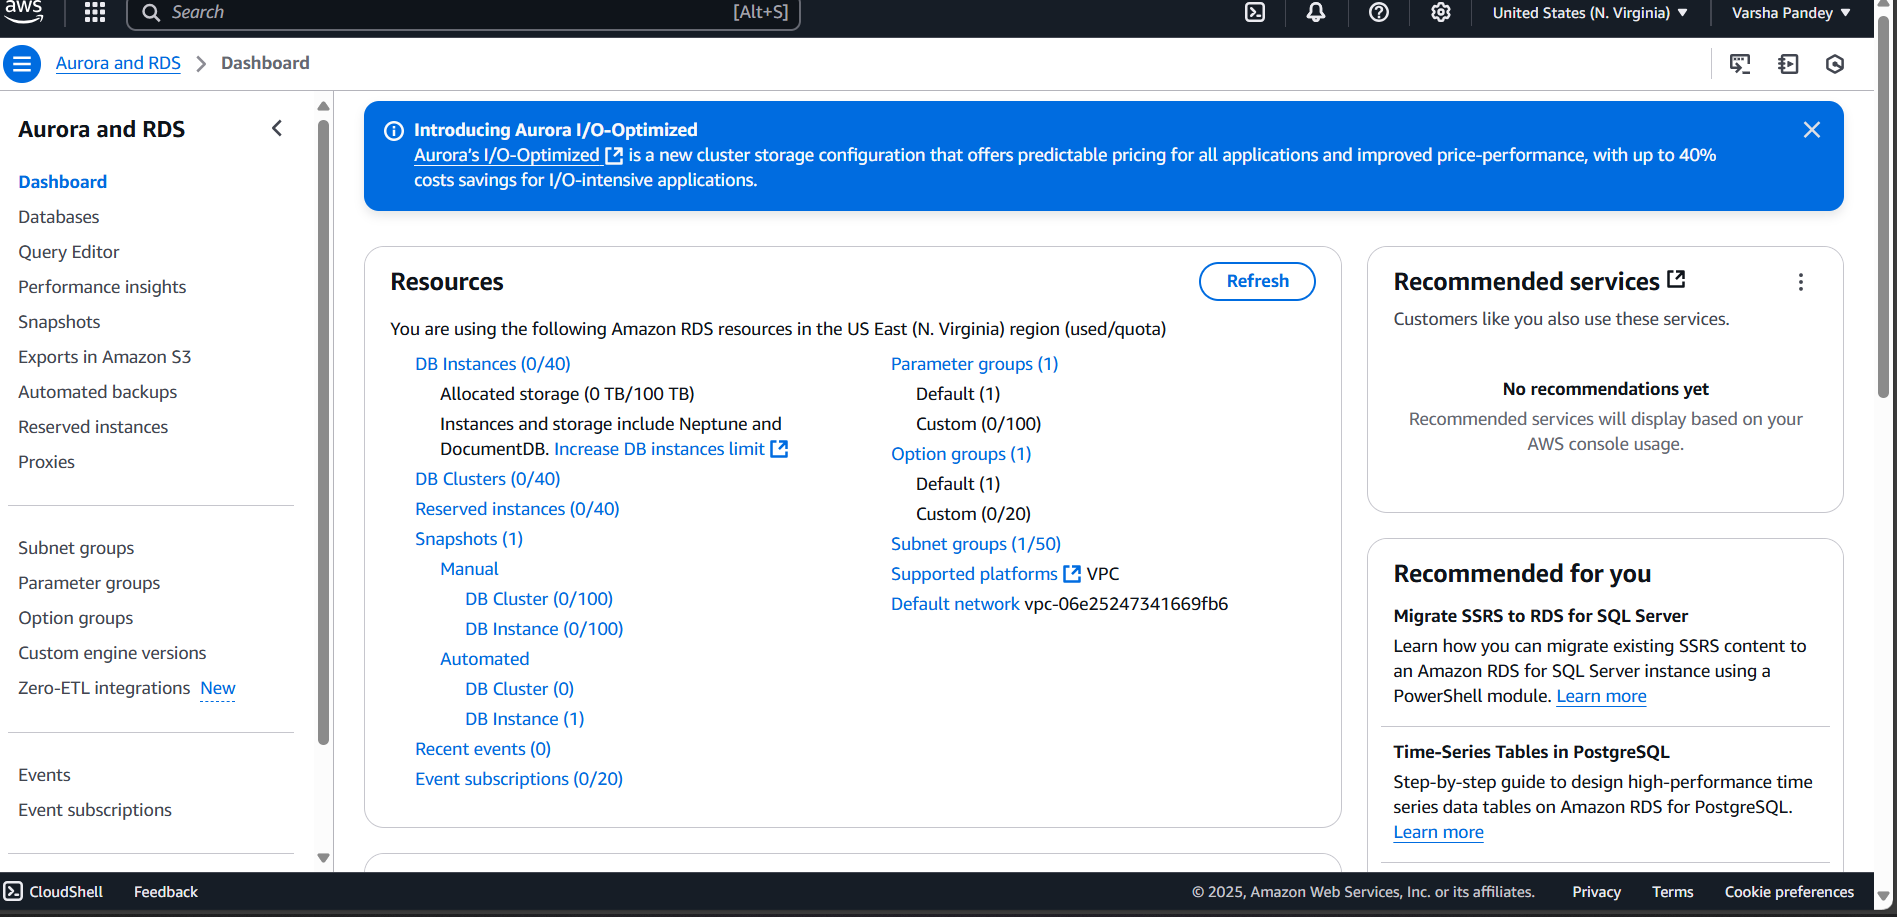 aws
Search [Alt+S]
United States (N. Virginia) Varsha Pandey
Aurora and RDS > Dashboard
Aurora and RDS
Dashboard
Databases
Query Editor
Performance insights
Snapshots
Exports in Amazon S3
Automated backups
Reserved instances
Proxies
Subnet groups
Parameter groups
Option groups
Custom engine versions
Zero-ETL integrations New
Events
Event subscriptions
Introducing Aurora I/O-Optimized
Aurora's I/O-Optimized is a new cluster storage configuration that offers predictable pricing for all applications and improved price-performance, with up to 40%
costs savings for I/O-intensive applications.
Resources
Refresh
You are using the following Amazon RDS resources in the US East (N. Virginia) region (used/quota)
DB Instances (0/40)
Allocated storage (0 TB/100 TB)
Instances and storage include Neptune and
DocumentDB. Increase DB instances limit
DB Clusters (0/40)
Reserved instances (0/40)
Snapshots (1)
Manual
DB Cluster (0/100)
DB Instance (0/100)
Automated
DB Cluster (0)
DB Instance (1)
Recent events (0)
Event subscriptions (0/20)
Parameter groups (1)
Default (1)
Custom (0/100)
Option groups (1)
Default (1)
Custom (0/20)
Subnet groups (1/50)
Supported platforms VPC
Default network vpc-06e25247341669fb6
Recommended services
Customers like you also use these services.
No recommendations yet
Recommended services will display based on your
AWS console usage.
Recommended for you
Migrate SSRS to RDS for SQL Server
Learn how you can migrate existing SSRS content to
an Amazon RDS for SQL Server instance using a
PowerShell module. Learn more
Time-Series Tables in PostgreSQL
Step-by-step guide to design high-performance time
series data tables on Amazon RDS for PostgreSQL.
Learn more
CloudShell Feedback © 2025, Amazon Web Services, Inc. or its affiliates. Privacy Terms Cookie preferences